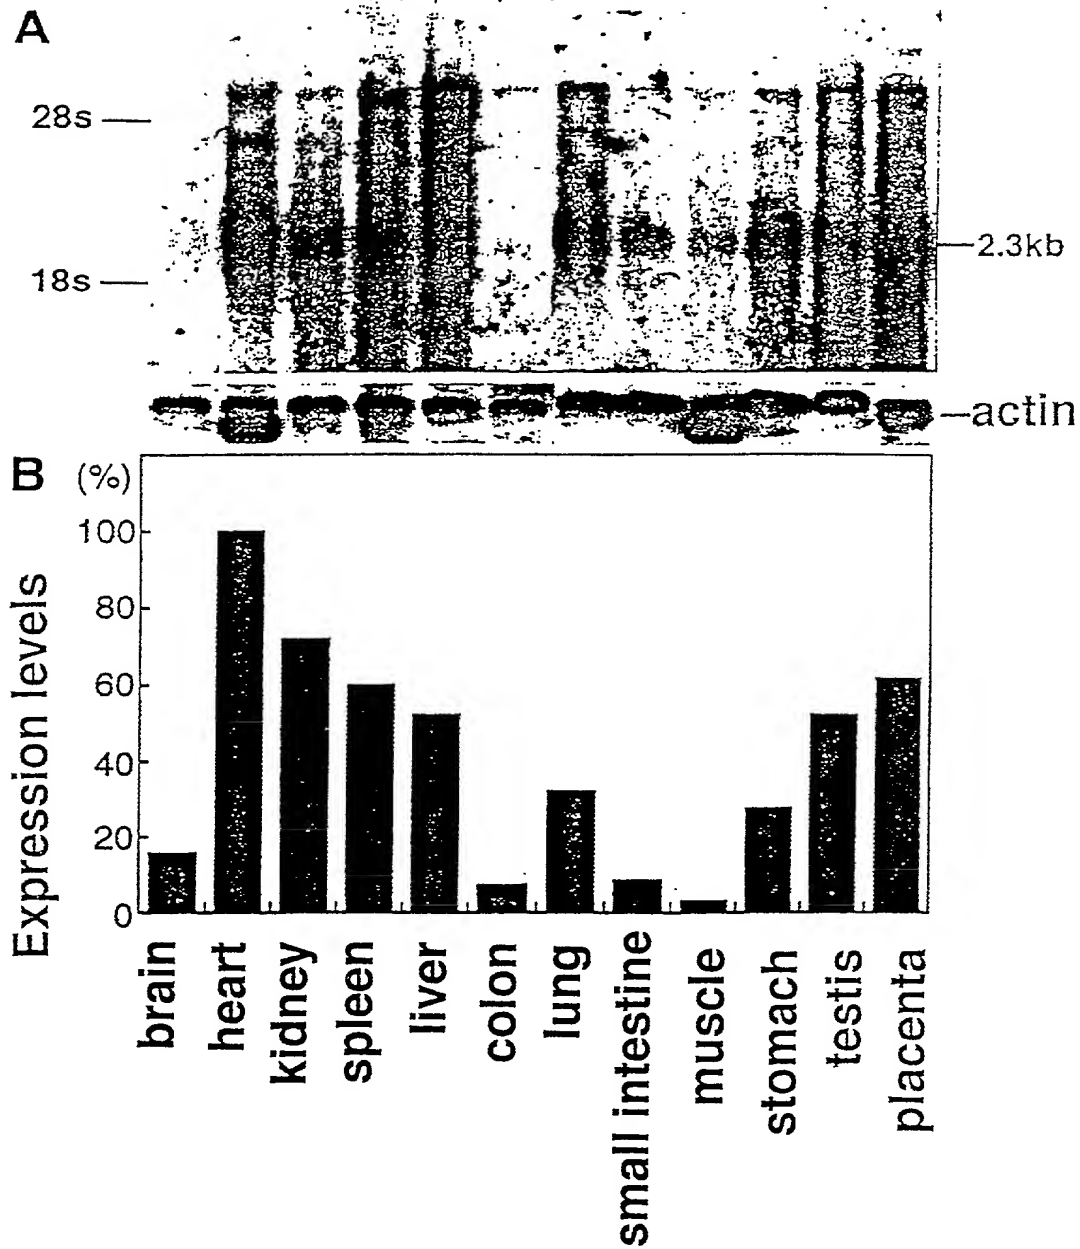 A
28s
18s
2.3kb
actin
B
(%)
100
80
60
40
20
0
Expression levels
brain
heart
kidney
spleen
liver
colon
lung
small intestine
muscle
stomach
testis
placenta